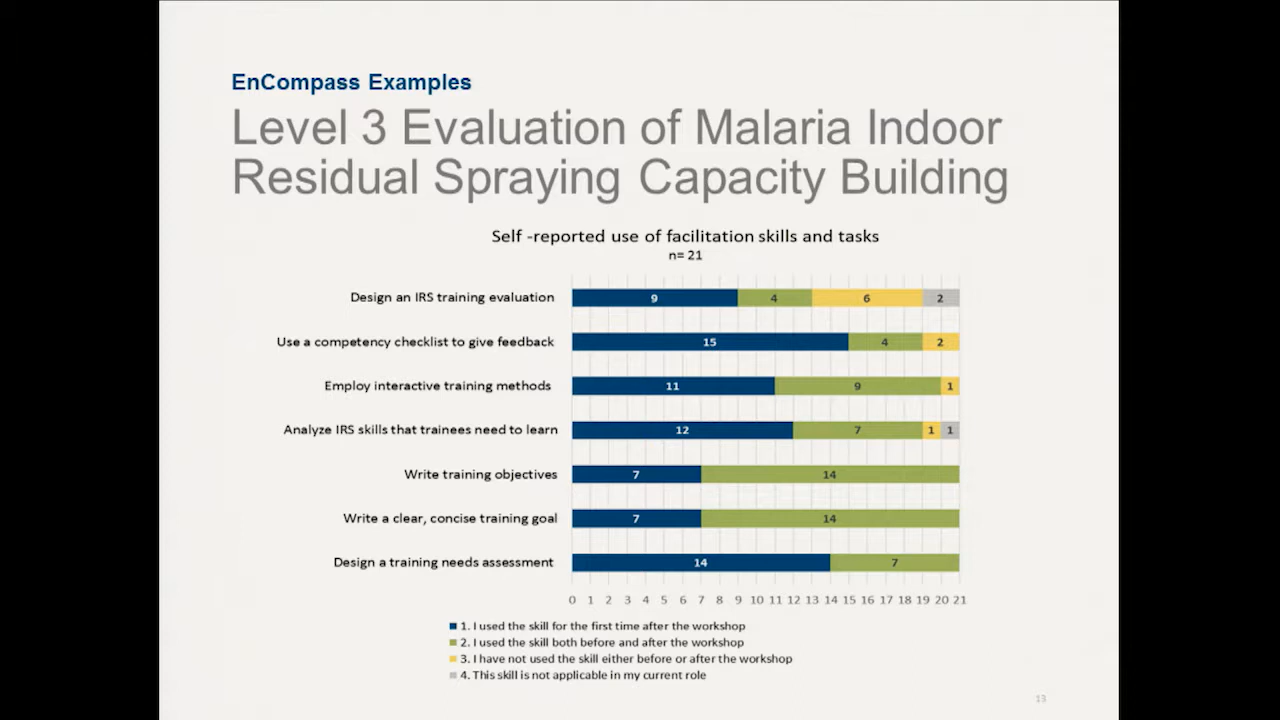 EnCompass Examples
Level 3 Evaluation of Malaria Indoor
Residual Spraying Capacity Building
Self -reported use of facilitation skills and tasks
n= 21
Design an IRS training evaluation 9 4 6 2
Use a competency checklist to give feedback 15 4 2
Employ interactive training methods 11 9 1
Analyze IRS skills that trainees need to learn 12 7 1 1
Write training objectives 7 14
Write a clear, concise training goal 7 14
Design a training needs assessment 14 7
0 1 2 3 4 5 6 7 8 9 10 11 12 13 14 15 16 17 18 19 20 21
1. I used the skill for the first time after the workshop
2. I used the skill both before and after the workshop
3. I have not used the skill either before or after the workshop
4. This skill is not applicable in my current role
13